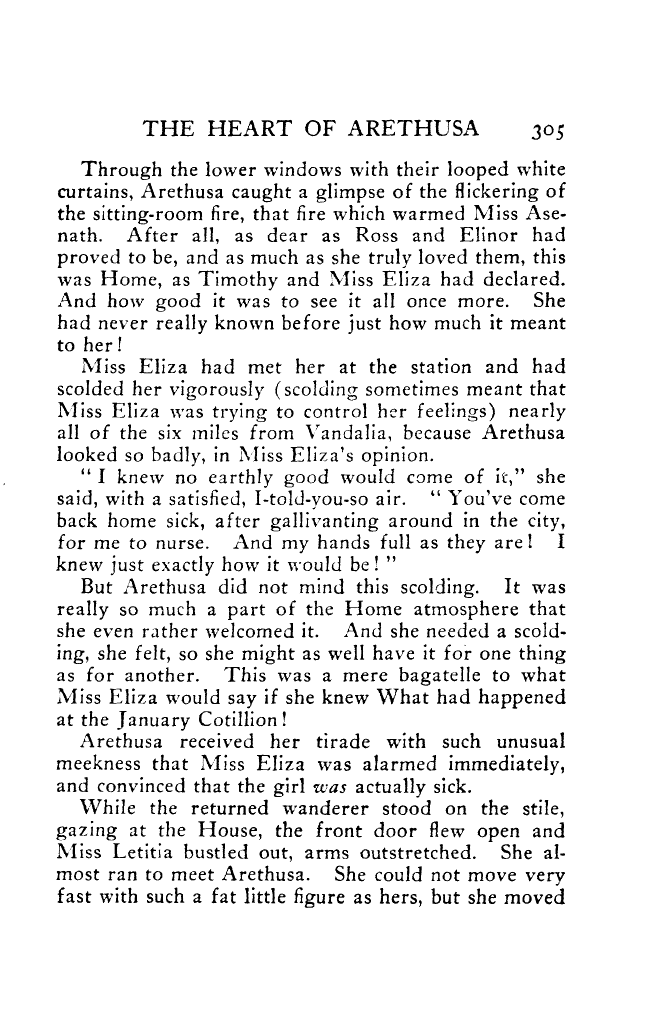 THE HEART OF ARETHUSA 305
Through the lower windows with their looped white
curtains, Arethusa caught a glimpse of the flickering of
the sitting-room fire, that fire which warmed Miss Ase-
nath. After all, as dear as Ross and Elinor had
proved to be, and as much as she truly loved them, this
was Home, as Timothy and Miss Eliza had declared.
And how good it was to see it all once more. She
had never really known before just how much it meant
to her!
Miss Eliza had met her at the station and had
scolded her vigorously (scolding sometimes meant that
Miss Eliza was trying to control her feelings) nearly
all of the six miles from Vandalia, because Arethusa
looked so badly, in Miss Eliza's opinion.
"I knew no earthly good would come of it," she
said, with a satisfied, I-told-you-so air. "You've come
back home sick, after gallivanting around in the city,
for me to nurse. And my hands full as they are! I
knew just exactly how it would be!"
But Arethusa did not mind this scolding. It was
really so much a part of the Home atmosphere that
she even rather welcomed it. And she needed a scold-
ing, she felt, so she might as well have it for one thing
as for another. This was a mere bagatelle to what
Miss Eliza would say if she knew What had happened
at the January Cotillion!
Arethusa received her tirade with such unusual
meekness that Miss Eliza was alarmed immediately,
and convinced that the girl was actually sick.
While the returned wanderer stood on the stile,
gazing at the House, the front door flew open and
Miss Letitia bustled out, arms outstretched. She al-
most ran to meet Arethusa. She could not move very
fast with such a fat little figure as hers, but she moved